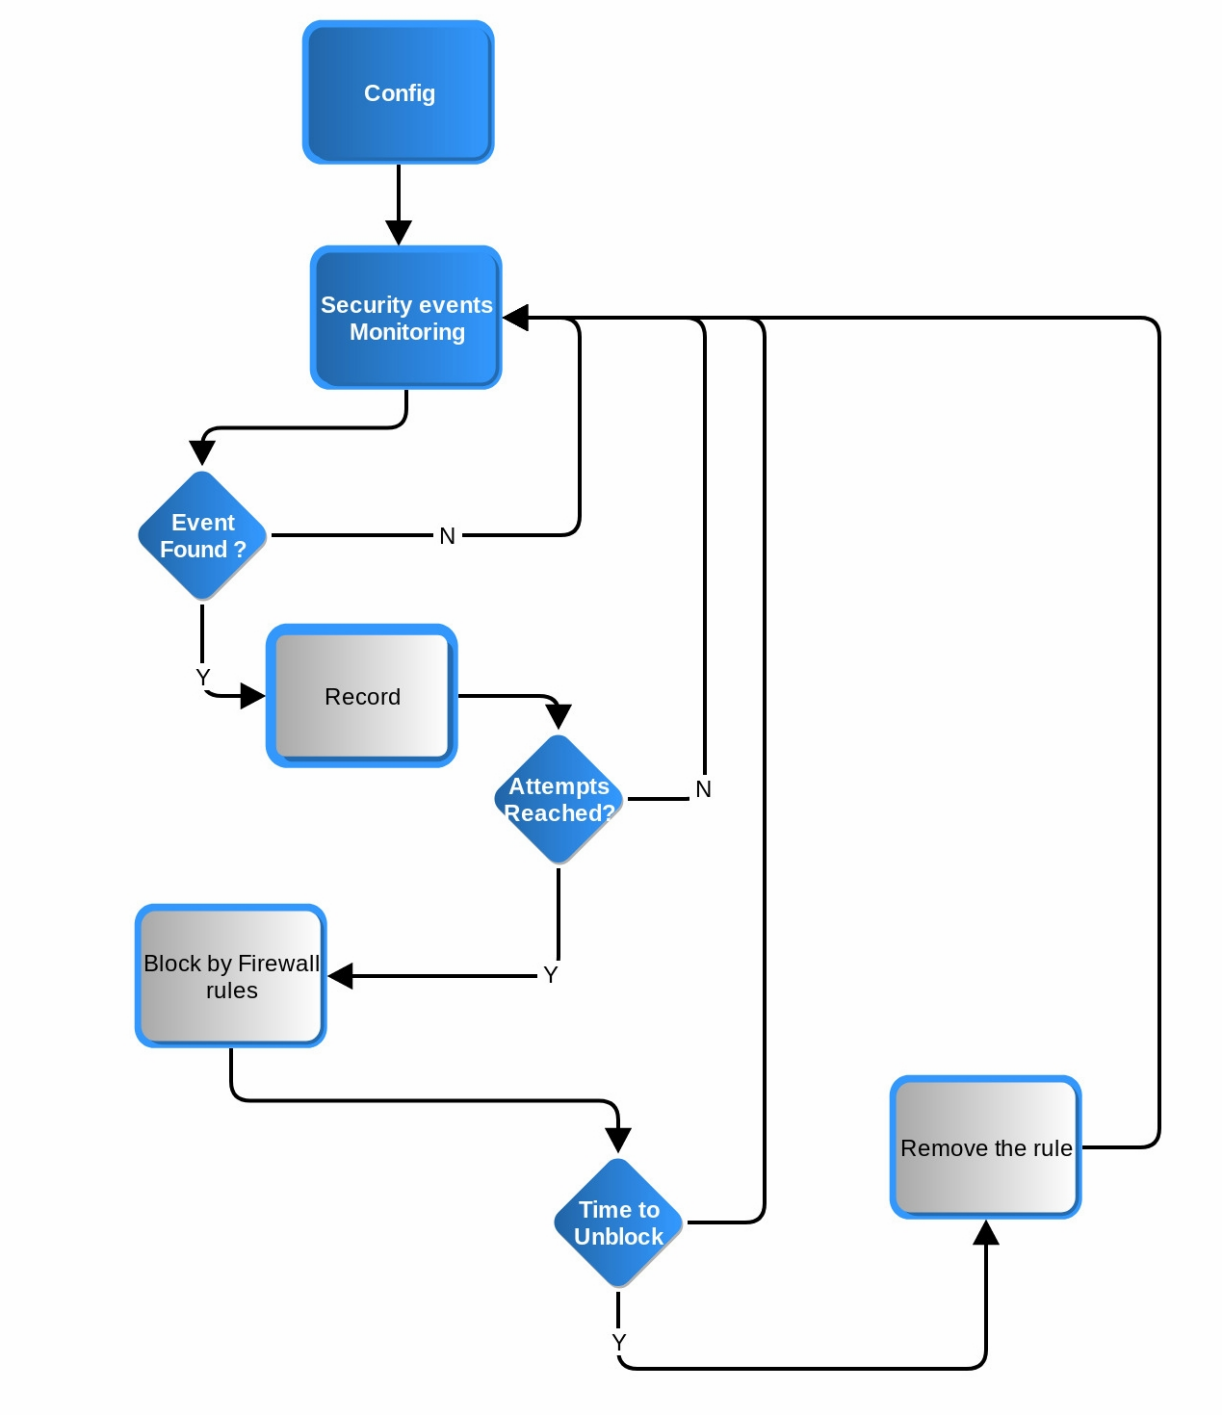 Config
Security events
Monitoring
Event
Found ?
N
Y
Record
Attempts
Reached?
N
Y
Block by Firewall
rules
Remove the rule
Time to
Unblock
Y